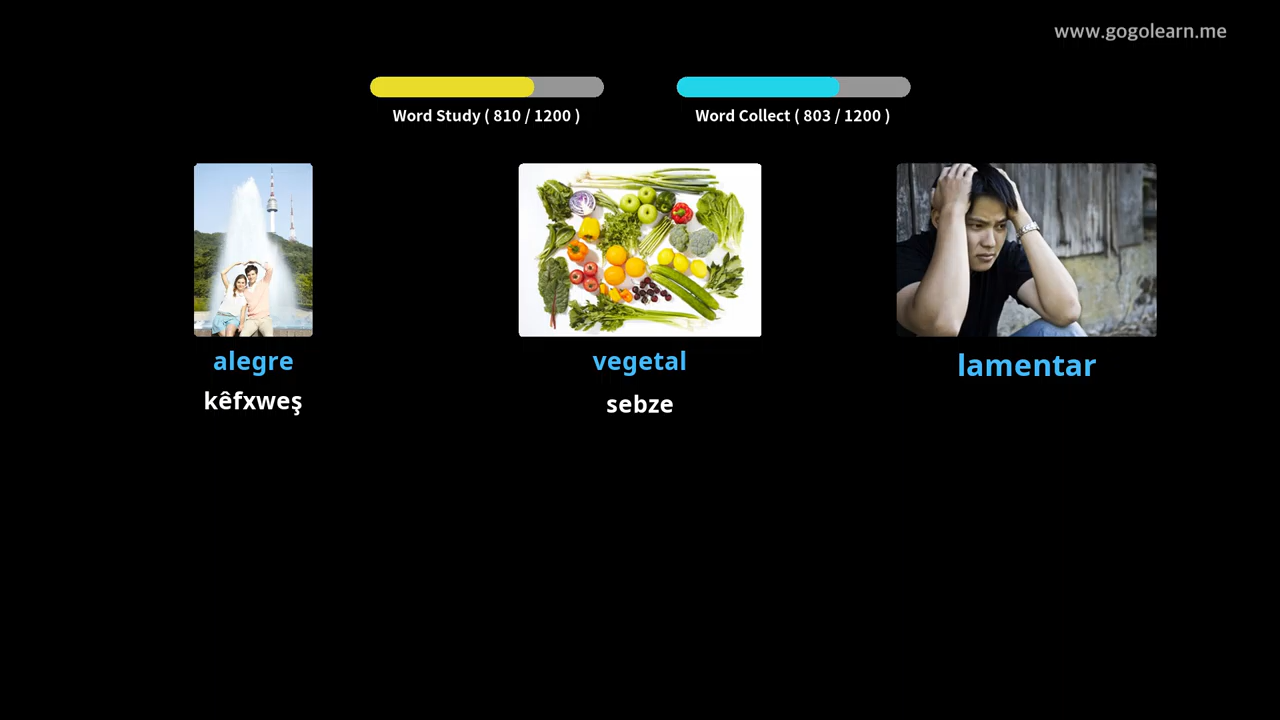 www.gogolearn.me
Word Study ( 810 / 1200 )
Word Collect ( 803 / 1200 )
alegre
kêfxweş
vegetal
sebze
lamentar